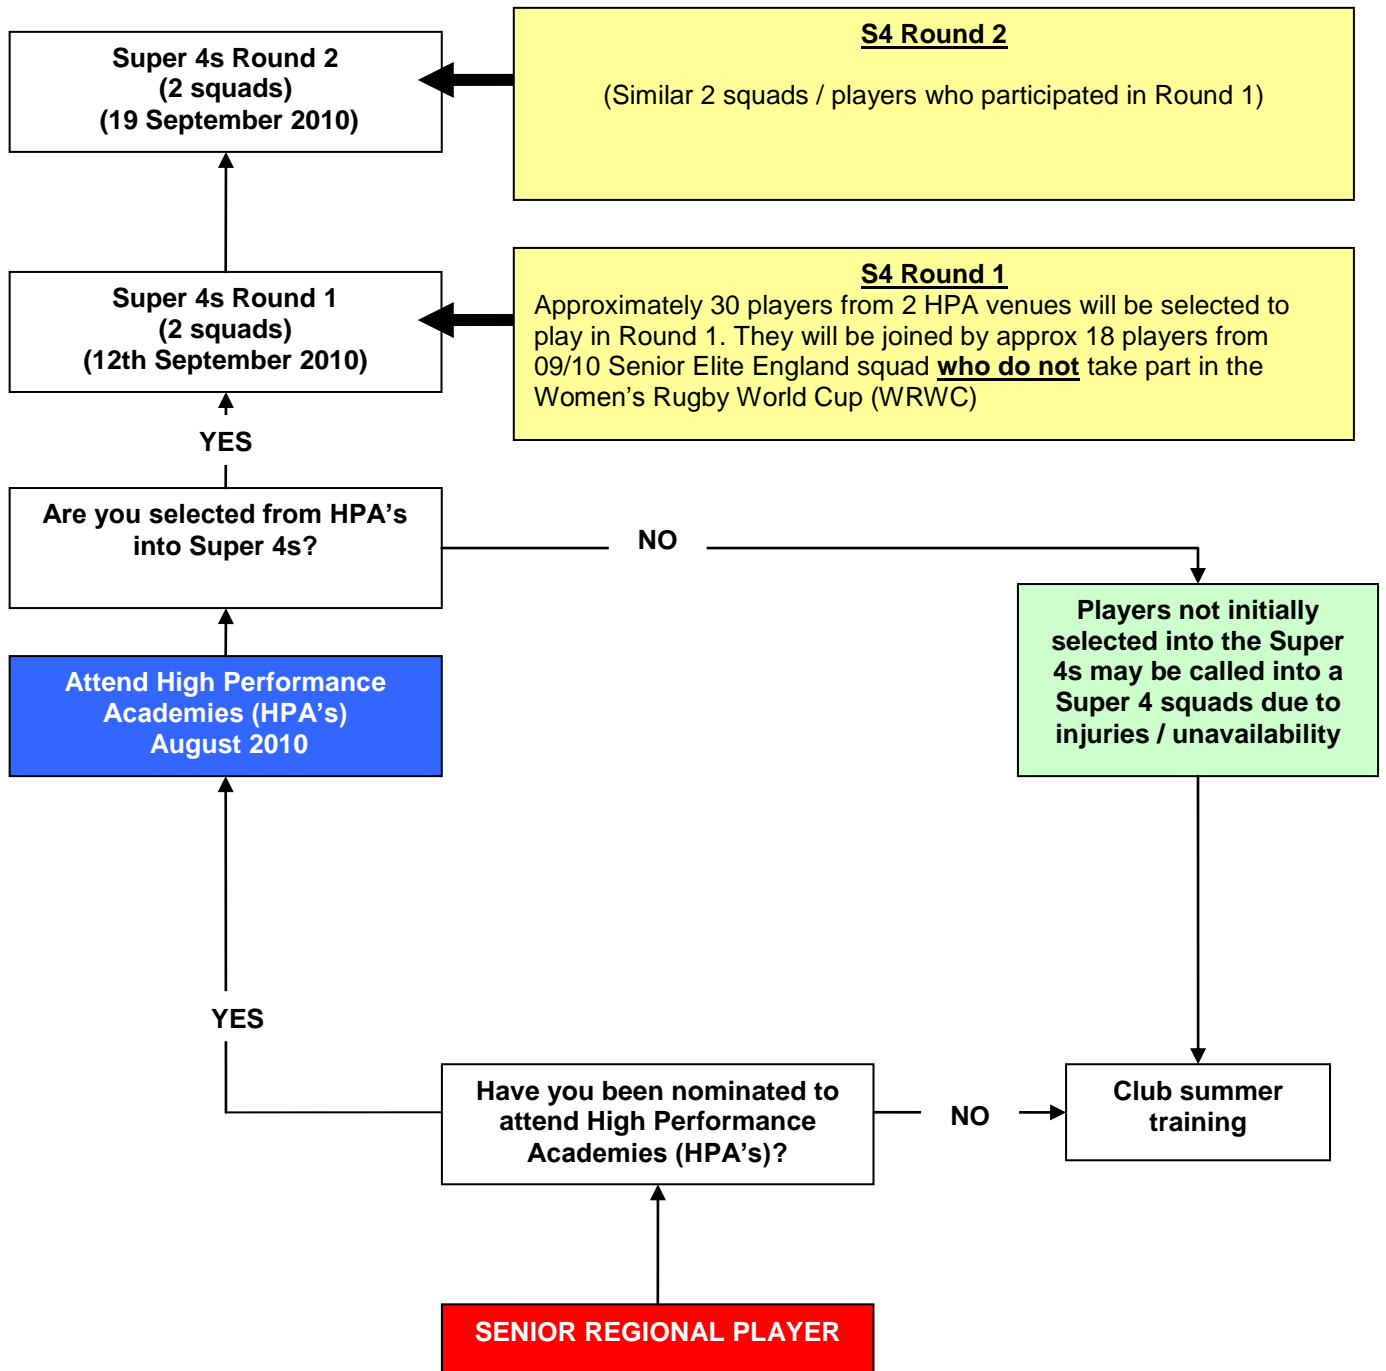 Super 4s Round 2
(2 squads)
(19 September 2010)
S4 Round 2
(Similar 2 squads / players who participated in Round 1)
Super 4s Round 1
(2 squads)
(12th September 2010)
S4 Round 1
Approximately 30 players from 2 HPA venues will be selected to
play in Round 1. They will be joined by approx 18 players from
09/10 Senior Elite England squad who do not take part in the
Women’s Rugby World Cup (WRWC)
YES
Are you selected from HPA’s
into Super 4s?
NO
Players not initially
selected into the Super
4s may be called into a
Super 4 squads due to
injuries / unavailability
Attend High Performance
Academies (HPA’s)
August 2010
YES
Have you been nominated to
attend High Performance
Academies (HPA’s)?
NO
Club summer
training
SENIOR REGIONAL PLAYER